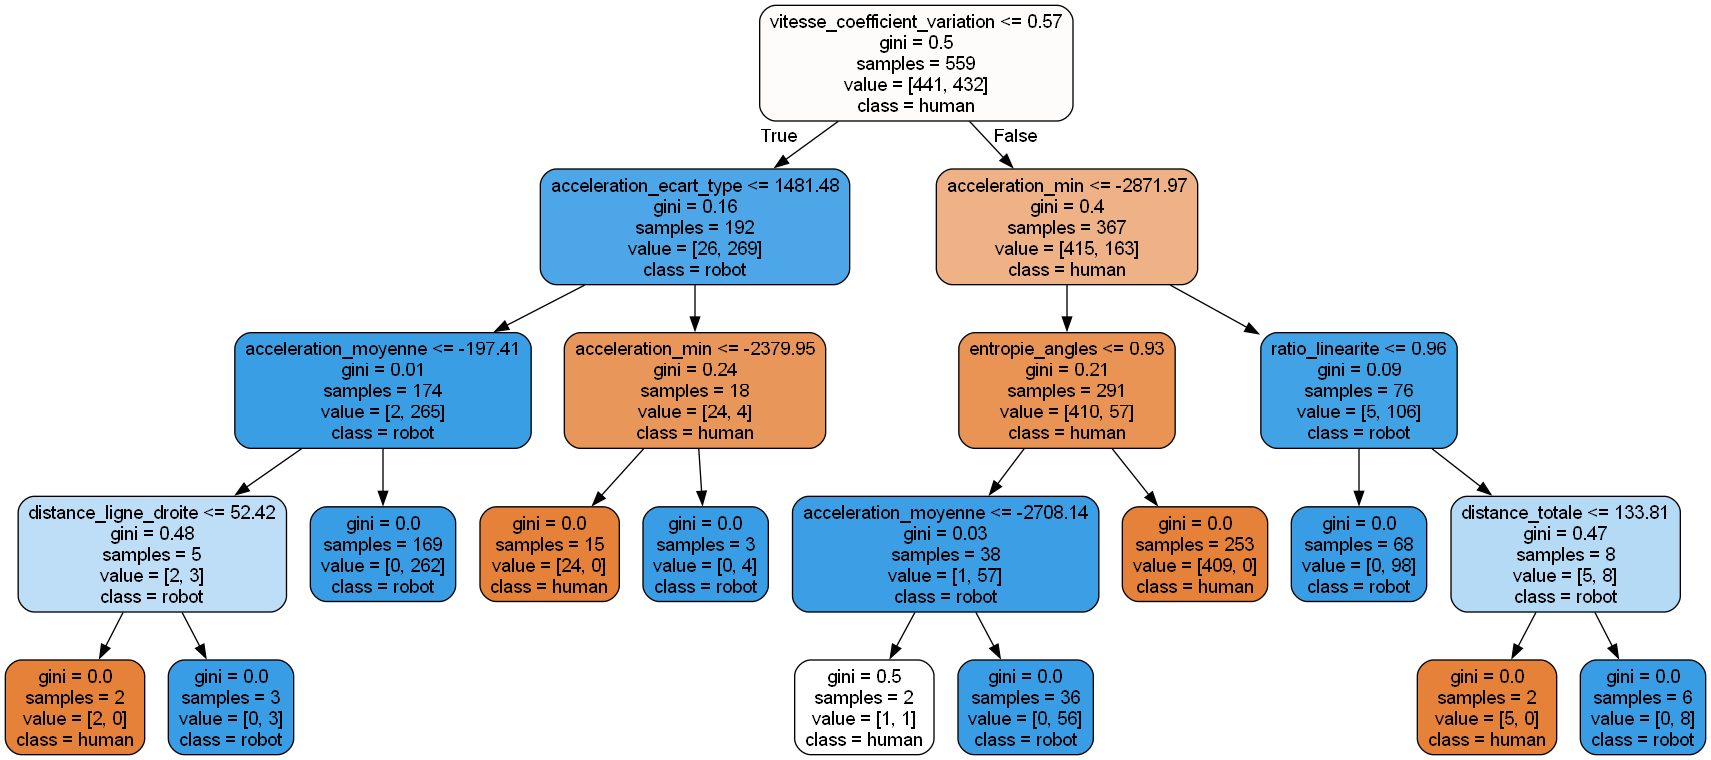 vitesse_coefficient_variation <= 0.57
gini = 0.5
samples = 559
value = [441, 432]
class = human
True
False
acceleration_ecart_type <= 1481.48
gini = 0.16
samples = 192
value = [26, 269]
class = robot
acceleration_min <= -2871.97
gini = 0.4
samples = 367
value = [415, 163]
class = human
acceleration_moyenne <= -197.41
gini = 0.01
samples = 174
value = [2, 265]
class = robot
acceleration_min <= -2379.95
gini = 0.24
samples = 18
value = [24, 4]
class = human
entropie_angles <= 0.93
gini = 0.21
samples = 291
value = [410, 57]
class = human
ratio_linearite <= 0.96
gini = 0.09
samples = 76
value = [5, 106]
class = robot
distance_ligne_droite <= 52.42
gini = 0.48
samples = 5
value = [2, 3]
class = robot
gini = 0.0
samples = 169
value = [0, 262]
class = robot
gini = 0.0
samples = 15
value = [24, 0]
class = human
gini = 0.0
samples = 3
value = [0, 4]
class = robot
acceleration_moyenne <= -2708.14
gini = 0.03
samples = 38
value = [1, 57]
class = robot
gini = 0.0
samples = 253
value = [409, 0]
class = human
gini = 0.0
samples = 68
value = [0, 98]
class = robot
distance_totale <= 133.81
gini = 0.47
samples = 8
value = [5, 8]
class = robot
gini = 0.0
samples = 2
value = [2, 0]
class = human
gini = 0.0
samples = 3
value = [0, 3]
class = robot
gini = 0.5
samples = 2
value = [1, 1]
class = human
gini = 0.0
samples = 36
value = [0, 56]
class = robot
gini = 0.0
samples = 2
value = [5, 0]
class = human
gini = 0.0
samples = 6
value = [0, 8]
class = robot